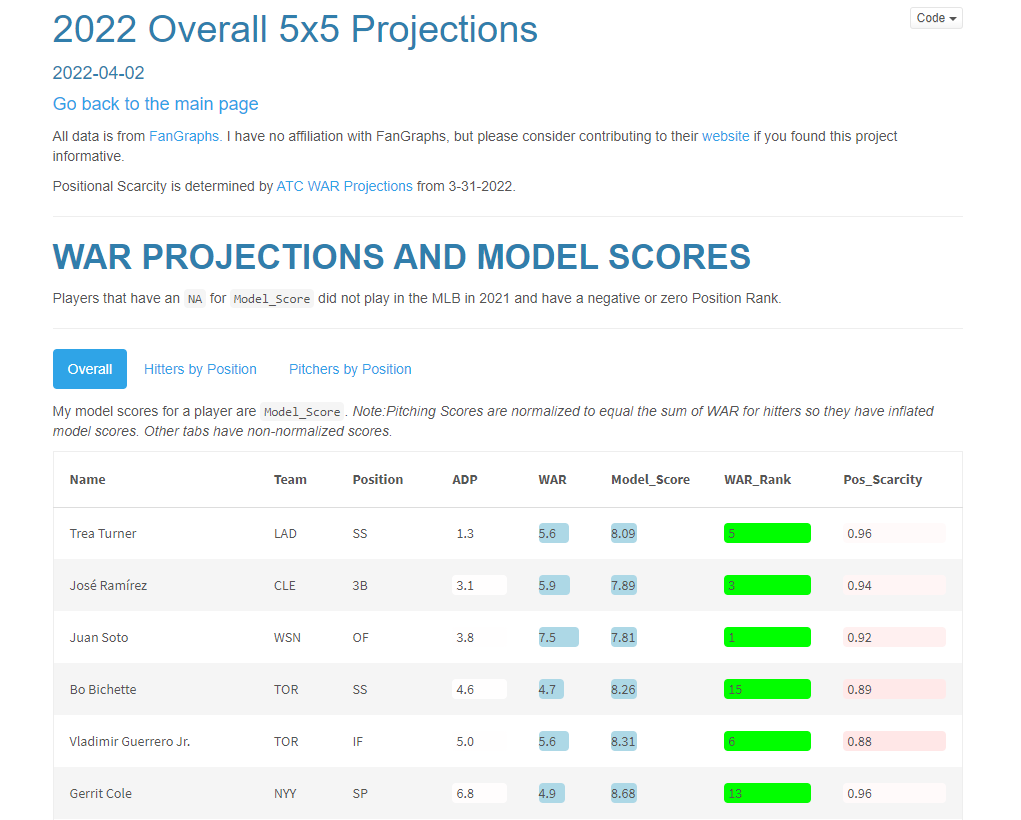 2022 Overall 5x5 Projections
Code
2022-04-02
Go back to the main page
All data is from FanGraphs. I have no affiliation with FanGraphs, but please consider contributing to their website if you found this project
informative.
Positional Scarcity is determined by ATC WAR Projections from 3-31-2022.
WAR PROJECTIONS AND MODEL SCORES
Players that have an NA for Model_Score did not play in the MLB in 2021 and have a negative or zero Position Rank.
Overall Hitters by Position Pitchers by Position
My model scores for a player are Model_Score. Note:Pitching Scores are normalized to equal the sum of WAR for hitters so they have inflated
model scores. Other tabs have non-normalized scores.
Name Team Position ADP WAR Model_Score WAR_Rank Pos_Scarcity
Trea Turner LAD SS 1.3 5.6 8.09 5 0.96
José Ramírez CLE 3B 3.1 5.9 7.89 3 0.94
Juan Soto WSN OF 3.8 7.5 7.81 1 0.92
Bo Bichette TOR SS 4.6 4.7 8.26 15 0.89
Vladimir Guerrero Jr. TOR IF 5.0 5.6 8.31 6 0.88
Gerrit Cole NYY SP 6.8 4.9 8.68 13 0.96